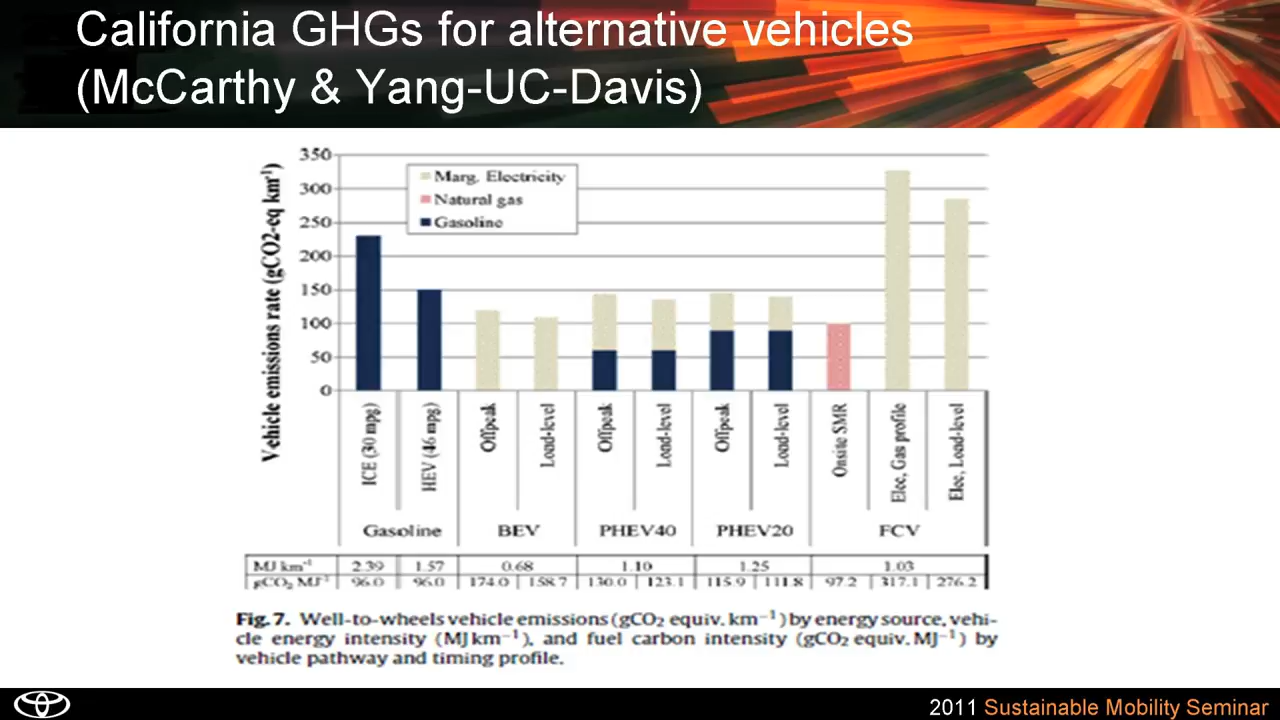 California GHGs for alternative vehicles
(McCarthy & Yang-UC-Davis)
Vehicle emissions rate (gCO2-eq km⁻¹)
350
300
250
200
150
100
50
0
Marg. Electricity
Natural gas
Gasoline
ICE (30 mpg)
HEV (46 mpg)
Offpeak
Load-level
Offpeak
Load-level
Offpeak
Load-level
Onsite SMR
Elec, Gas profile
Elec, Load-level
Gasoline BEV PHEV40 PHEV20 FCV
MJ km⁻¹ 2.39 1.57 0.68 1.10 1.25 1.03
gCO₂ MJ⁻¹ 96.0 96.0 174.0 158.7 130.0 123.1 115.9 111.8 97.2 317.1 276.2
Fig. 7. Well-to-wheels vehicle emissions (gCO₂ equiv. km⁻¹) by energy source, vehi-
cle energy intensity (MJ km⁻¹), and fuel carbon intensity (gCO₂ equiv. MJ⁻¹) by
vehicle pathway and timing profile.
2011 Sustainable Mobility Seminar